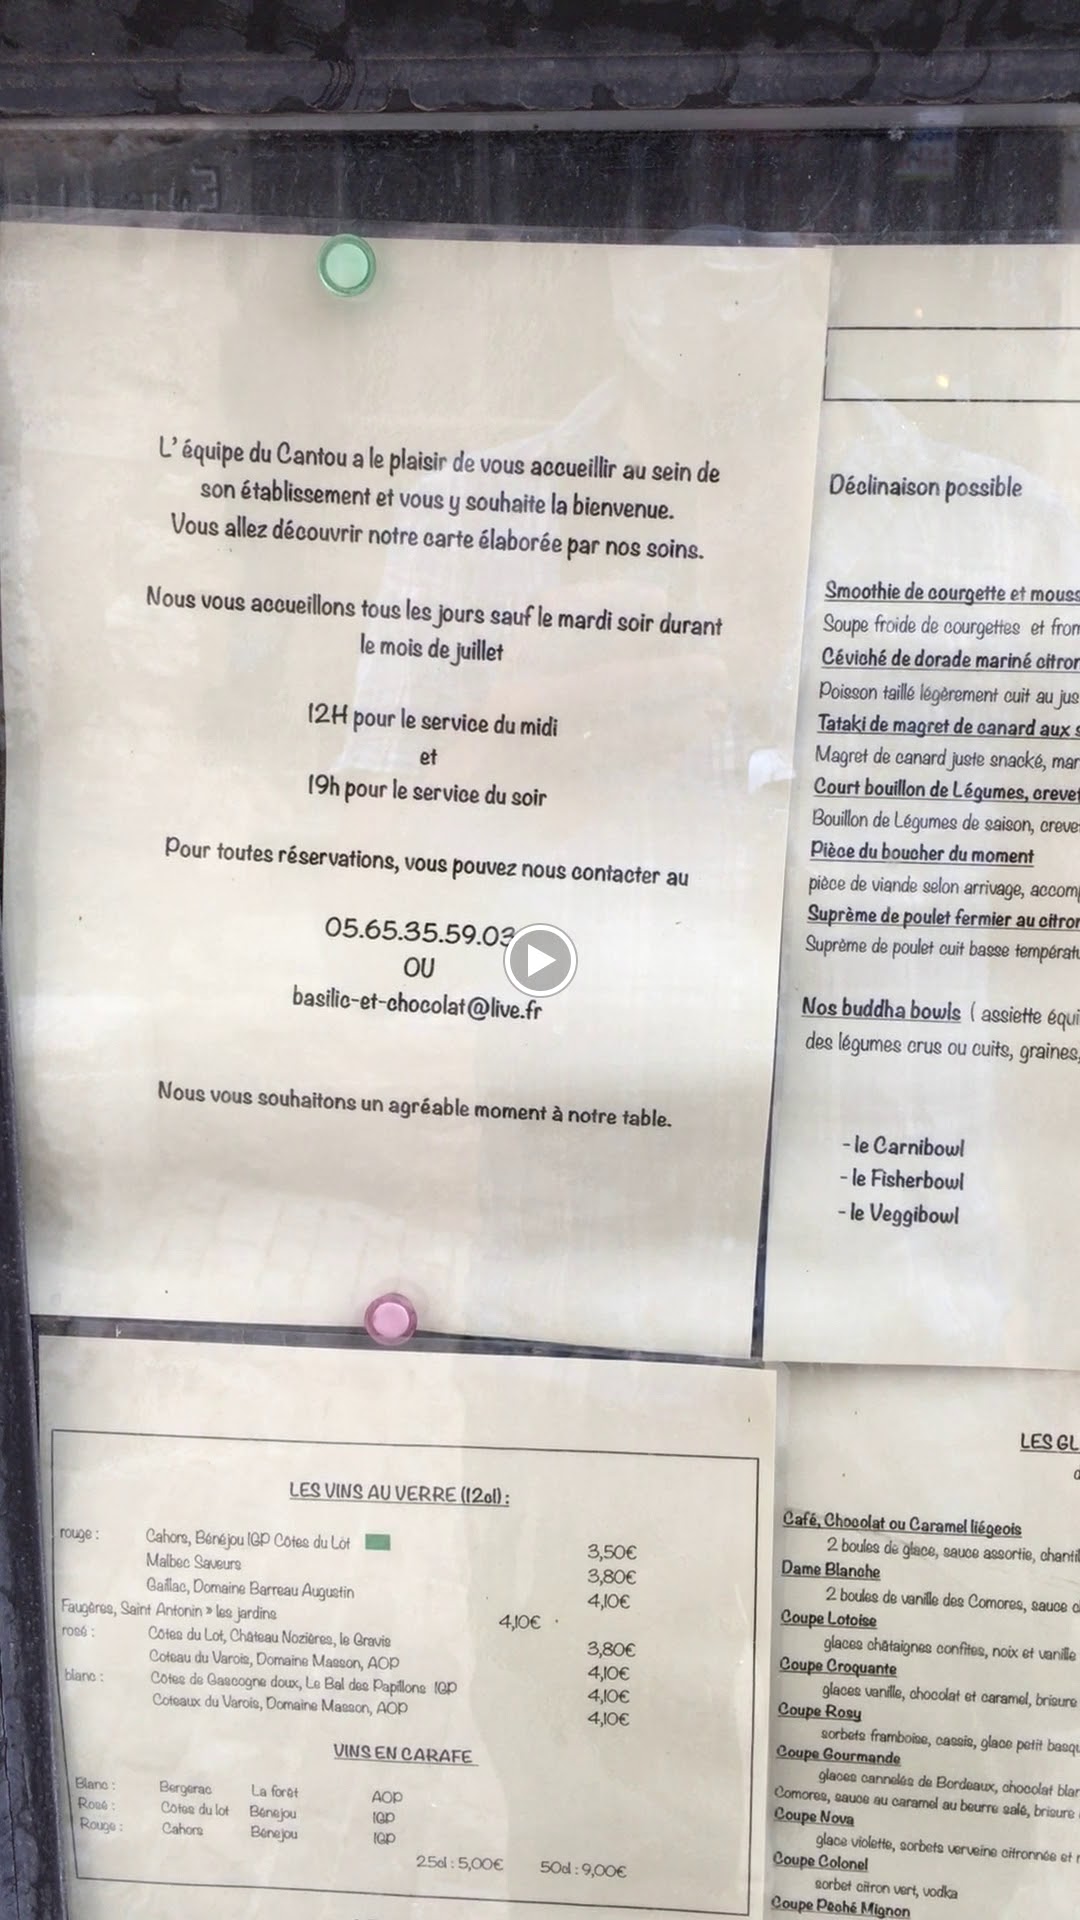 L'équipe du Cantou a le plaisir de vous accueillir au sein de
son établissement et vous y souhaite la bienvenue.
Vous allez découvrir notre carte élaborée par nos soins.
Nous vous accueillons tous les jours sauf le mardi soir durant
le mois de juillet
12H pour le service du midi
et
19h pour le service du soir
Pour toutes réservations, vous pouvez nous contacter au
05.65.35.59.03
OU
basilic-et-chocolat@live.fr
Nous vous souhaitons un agréable moment à notre table.
Déclinaison possible
Smoothie de courgette et mouss
Soupe froide de courgettes et from
Céviché de dorade mariné citron
Poisson taillé légèrement cuit au jus
Tataki de magret de canard aux s
Magret de canard juste snacké, mar
Court bouillon de Légumes, crevet
Bouillon de Légumes de saison, creve
Pièce du boucher du moment
pièce de viande selon arrivage, accomp
Suprème de poulet fermier au citron
Suprème de poulet cuit basse températu
Nos buddha bowls ( assiette équi
des légumes crus ou cuits, graines,
- le Carnibowl
- le Fisherbowl
- le Veggibowl
LES VINS AU VERRE (12cl) :
rouge : Cahors, Bénéjou IGP Côtes du Lot 3,50€
Malbec Saveurs 3,80€
Gaillac, Domaine Barreau Augustin 4,10€
Faugères, Saint Antonin » les jardins 4,10€
rosé : Côtes du Lot, Château Nozières, le Gravis 3,80€
Coteau du Varois, Domaine Masson, AOP 4,10€
blanc : Côtes de Gascogne doux, Le Bal des Papillons IGP 4,10€
Coteaux du Varois, Domaine Masson, AOP 4,10€
VINS EN CARAFE
Blanc : Bergerac La forêt AOP
Rosé : Côtes du lot Bénejou IGP
Rouge : Cahors Bénejou IGP
25cl : 5,00€ 50cl : 9,00€
LES GL
Café, Chocolat ou Caramel liégeois
2 boules de glace, sauce assortie, chantil
Dame Blanche
2 boules de vanille des Comores, sauce c
Coupe Lotoise
glaces châtaignes confites, noix et vanille
Coupe Croquante
glaces vanille, chocolat et caramel, brisure
Coupe Rosy
sorbets framboise, cassis, glace petit basqu
Coupe Gourmande
glaces cannelés de Bordeaux, chocolat blan
Comores, sauce au caramel au beurre salé, brisure
Coupe Nova
glace violette, sorbets verveine citronnée et
Coupe Colonel
sorbet citron vert, vodka
Coupe Pêché Mignon